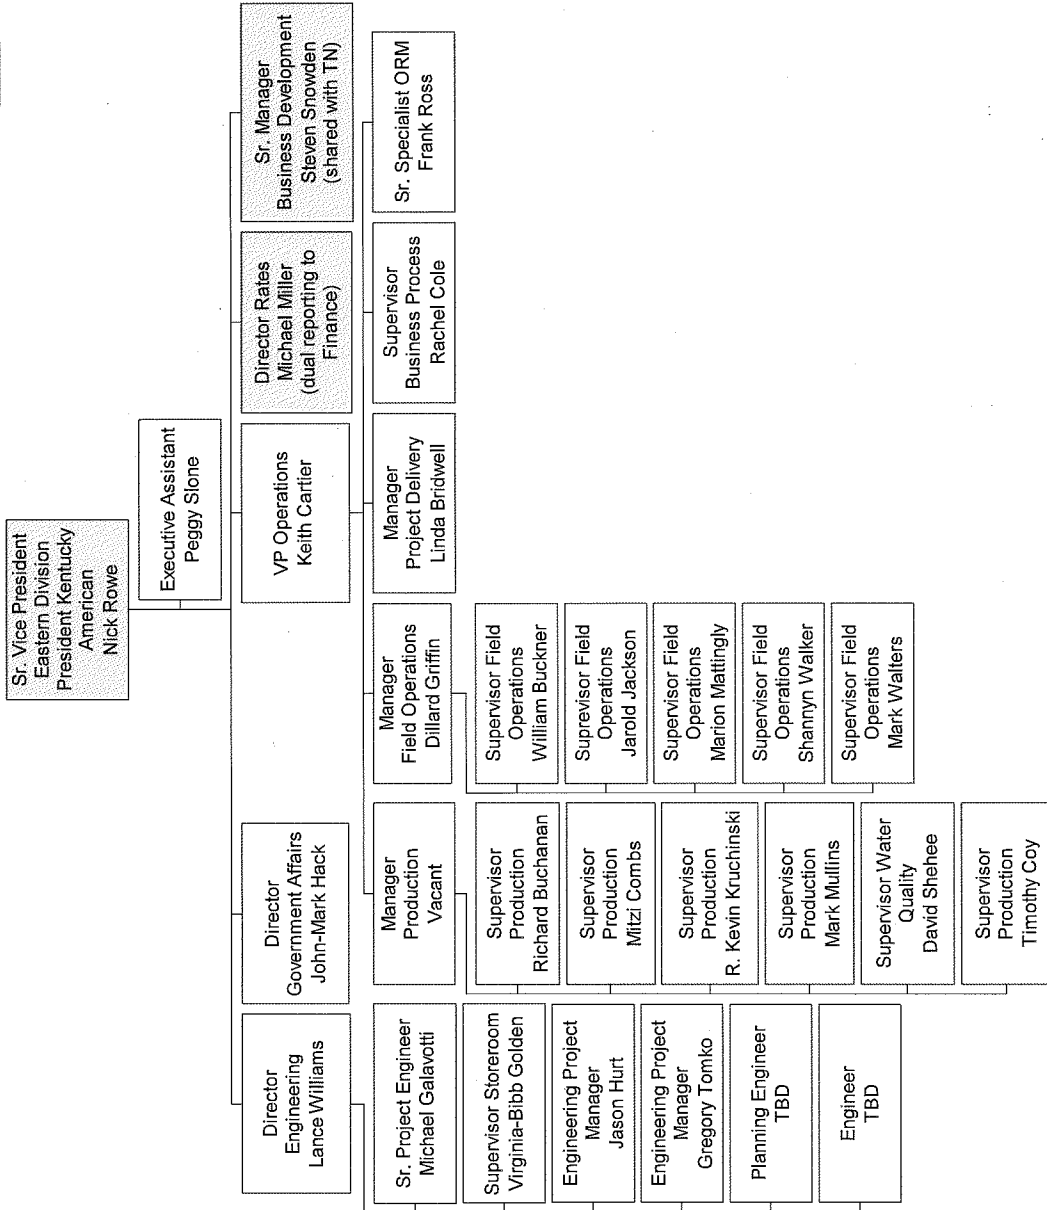 Sr. Vice President
Eastern Division
President Kentucky
American
Nick Rowe
Executive Assistant
Peggy Slone
Director
Engineering
Lance Williams
Director
Government Affairs
John-Mark Hack
VP Operations
Keith Cartier
Director Rates
Michael Miller
(dual reporting to
Finance)
Sr. Manager
Business Development
Steven Snowden
(shared with TN)
Sr. Project Engineer
Michael Galavotti
Supervisor Storeroom
Virginia-Bibb Golden
Engineering Project
Manager
Jason Hurt
Engineering Project
Manager
Gregory Tomko
Planning Engineer
TBD
Engineer
TBD
Manager
Production
Vacant
Supervisor
Production
Richard Buchanan
Supervisor
Production
Mitzi Combs
Supervisor
Production
R. Kevin Kruchinski
Supervisor
Production
Mark Mullins
Supervisor Water
Quality
David Shehee
Supervisor
Production
Timothy Coy
Manager
Field Operations
Dillard Griffin
Supervisor Field
Operations
William Buckner
Suprevisor Field
Operations
Jarold Jackson
Supervisor Field
Operations
Marion Mattingly
Supervisor Field
Operations
Shannyn Walker
Supervisor Field
Operations
Mark Walters
Manager
Project Delivery
Linda Bridwell
Supervisor
Business Process
Rachel Cole
Sr. Specialist ORM
Frank Ross